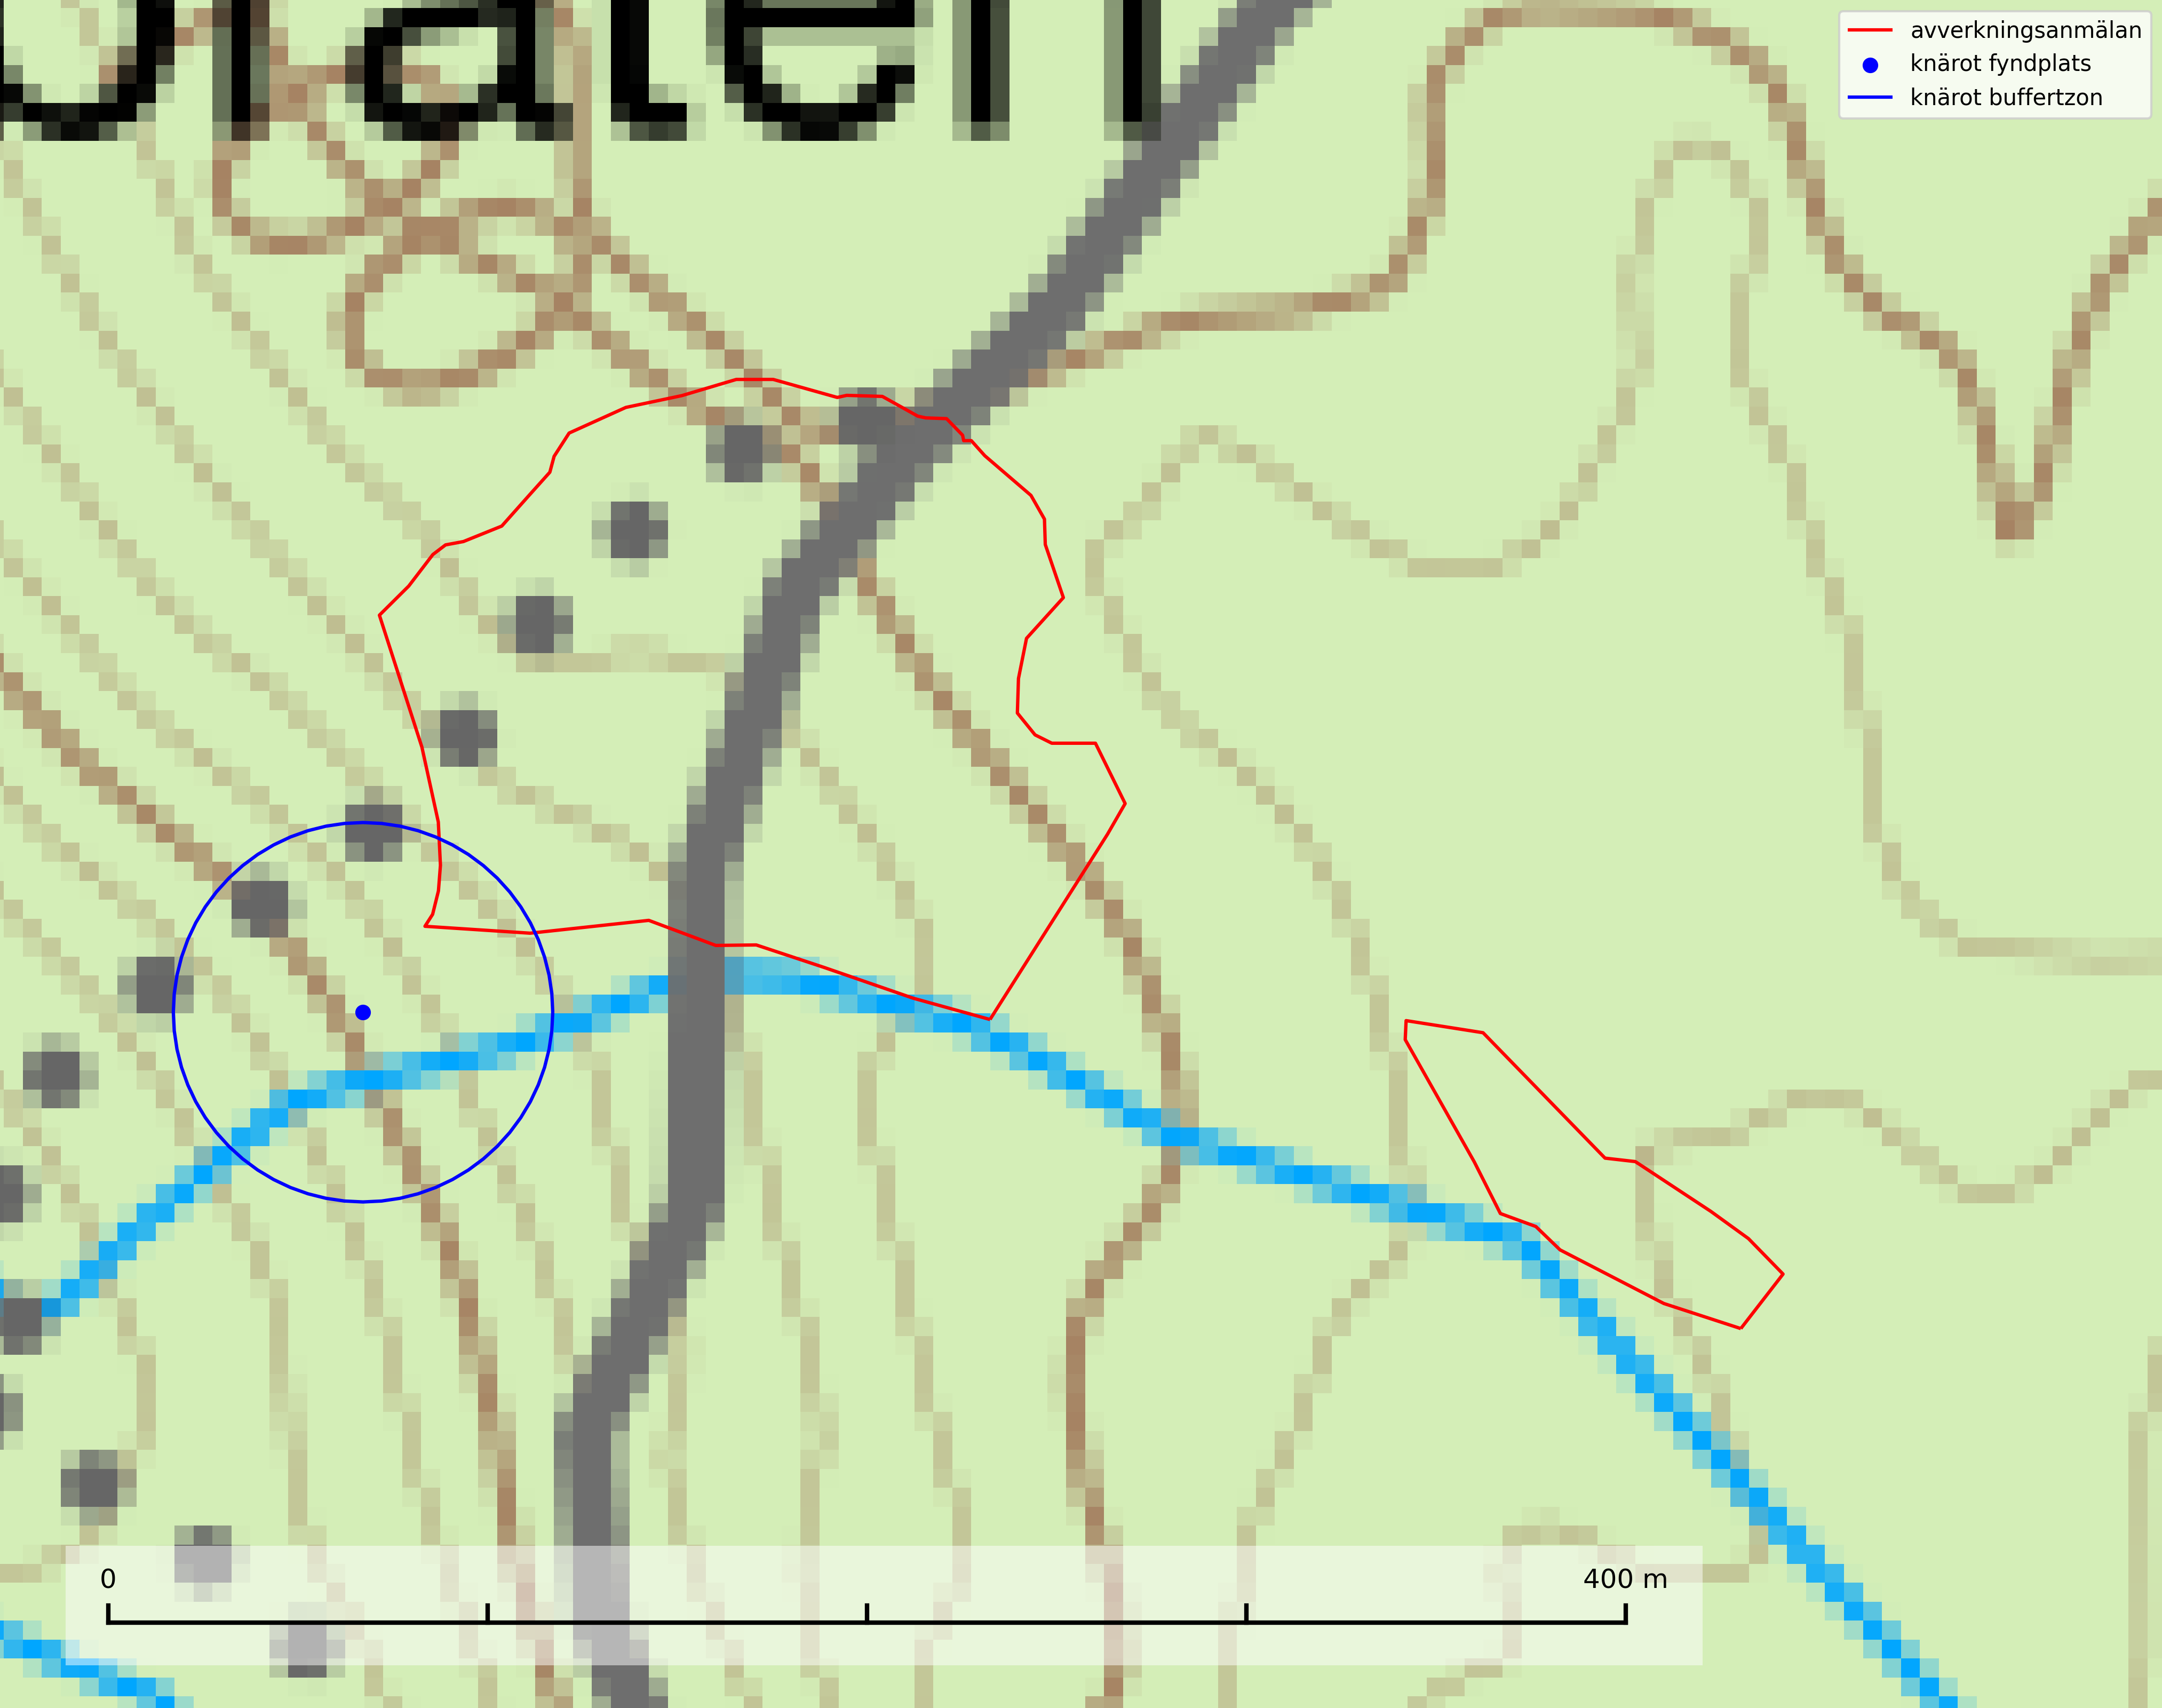 avverkningsanmälan
knärot fyndplats
knärot buffertzon
0
400 m